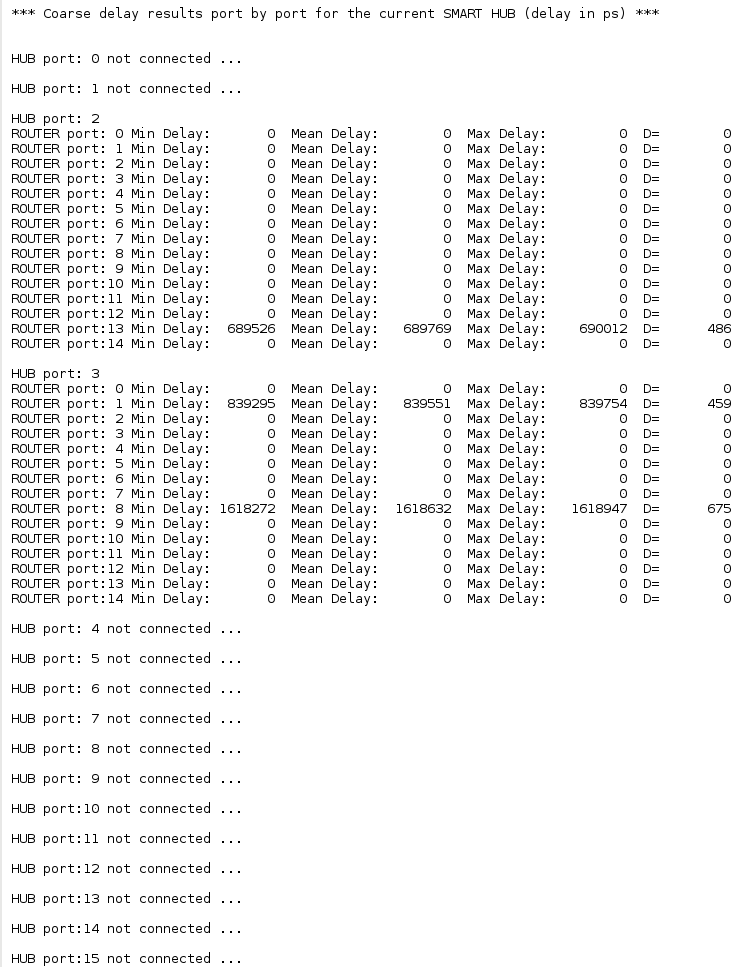 *** Coarse delay results port by port for the current SMART HUB (delay in ps) ***
HUB port: 0 not connected ...
HUB port: 1 not connected ...
HUB port: 2
ROUTER port: 0 Min Delay: 0 Mean Delay: 0 Max Delay: 0 D= 0
ROUTER port: 1 Min Delay: 0 Mean Delay: 0 Max Delay: 0 D= 0
ROUTER port: 2 Min Delay: 0 Mean Delay: 0 Max Delay: 0 D= 0
ROUTER port: 3 Min Delay: 0 Mean Delay: 0 Max Delay: 0 D= 0
ROUTER port: 4 Min Delay: 0 Mean Delay: 0 Max Delay: 0 D= 0
ROUTER port: 5 Min Delay: 0 Mean Delay: 0 Max Delay: 0 D= 0
ROUTER port: 6 Min Delay: 0 Mean Delay: 0 Max Delay: 0 D= 0
ROUTER port: 7 Min Delay: 0 Mean Delay: 0 Max Delay: 0 D= 0
ROUTER port: 8 Min Delay: 0 Mean Delay: 0 Max Delay: 0 D= 0
ROUTER port: 9 Min Delay: 0 Mean Delay: 0 Max Delay: 0 D= 0
ROUTER port:10 Min Delay: 0 Mean Delay: 0 Max Delay: 0 D= 0
ROUTER port:11 Min Delay: 0 Mean Delay: 0 Max Delay: 0 D= 0
ROUTER port:12 Min Delay: 0 Mean Delay: 0 Max Delay: 0 D= 0
ROUTER port:13 Min Delay: 689526 Mean Delay: 689769 Max Delay: 690012 D= 486
ROUTER port:14 Min Delay: 0 Mean Delay: 0 Max Delay: 0 D= 0
HUB port: 3
ROUTER port: 0 Min Delay: 0 Mean Delay: 0 Max Delay: 0 D= 0
ROUTER port: 1 Min Delay: 839295 Mean Delay: 839551 Max Delay: 839754 D= 459
ROUTER port: 2 Min Delay: 0 Mean Delay: 0 Max Delay: 0 D= 0
ROUTER port: 3 Min Delay: 0 Mean Delay: 0 Max Delay: 0 D= 0
ROUTER port: 4 Min Delay: 0 Mean Delay: 0 Max Delay: 0 D= 0
ROUTER port: 5 Min Delay: 0 Mean Delay: 0 Max Delay: 0 D= 0
ROUTER port: 6 Min Delay: 0 Mean Delay: 0 Max Delay: 0 D= 0
ROUTER port: 7 Min Delay: 0 Mean Delay: 0 Max Delay: 0 D= 0
ROUTER port: 8 Min Delay: 1618272 Mean Delay: 1618632 Max Delay: 1618947 D= 675
ROUTER port: 9 Min Delay: 0 Mean Delay: 0 Max Delay: 0 D= 0
ROUTER port:10 Min Delay: 0 Mean Delay: 0 Max Delay: 0 D= 0
ROUTER port:11 Min Delay: 0 Mean Delay: 0 Max Delay: 0 D= 0
ROUTER port:12 Min Delay: 0 Mean Delay: 0 Max Delay: 0 D= 0
ROUTER port:13 Min Delay: 0 Mean Delay: 0 Max Delay: 0 D= 0
ROUTER port:14 Min Delay: 0 Mean Delay: 0 Max Delay: 0 D= 0
HUB port: 4 not connected ...
HUB port: 5 not connected ...
HUB port: 6 not connected ...
HUB port: 7 not connected ...
HUB port: 8 not connected ...
HUB port: 9 not connected ...
HUB port:10 not connected ...
HUB port:11 not connected ...
HUB port:12 not connected ...
HUB port:13 not connected ...
HUB port:14 not connected ...
HUB port:15 not connected ...